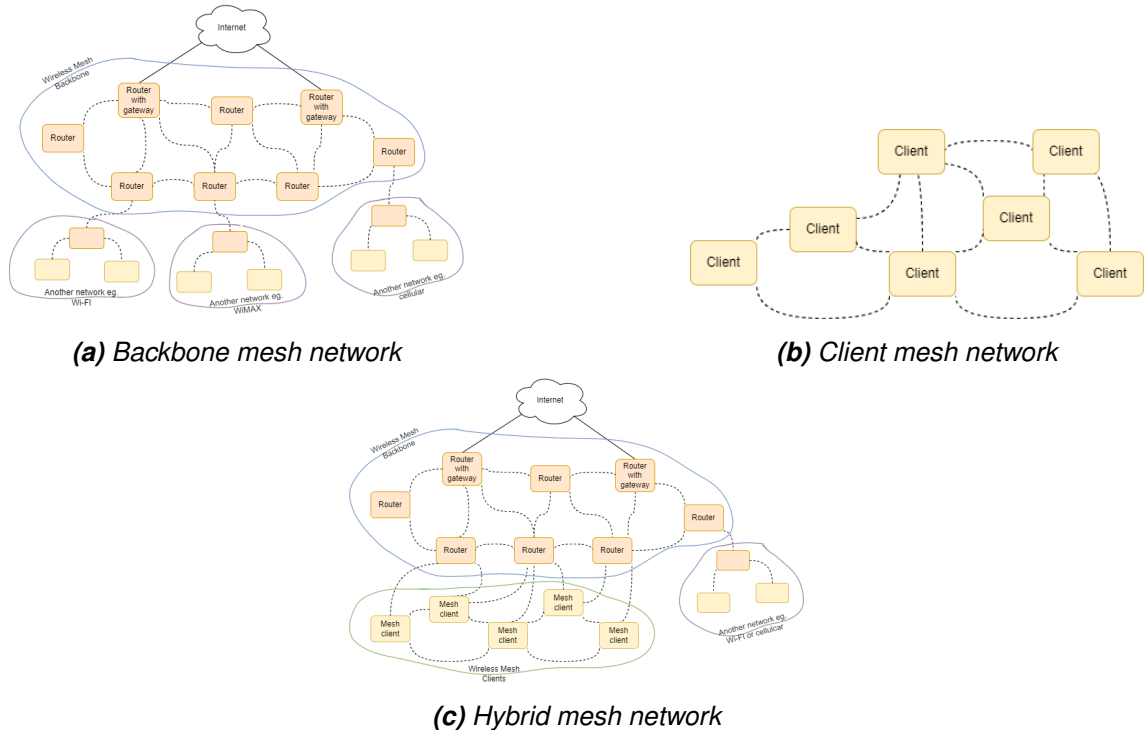 Internet
Wireless Mesh
Backbone
Router
with
gateway
Router
Router
with
gateway
Router
Router
Router
Router
Router
Another network eg.
Wi-FI
Another network eg.
WiMAX
Another network eg.
cellular
(a) Backbone mesh network
Client
Client
Client
Client
Client
Client
Client
(b) Client mesh network
Internet
Wireless Mesh
Backbone
Router
with
gateway
Router
Router
with
gateway
Router
Router
Router
Router
Router
Mesh
client
Mesh
client
Mesh
client
Mesh
client
Mesh
client
Wireless Mesh
Clients
Another network eg.
Wi-FI or cellulcar
(c) Hybrid mesh network